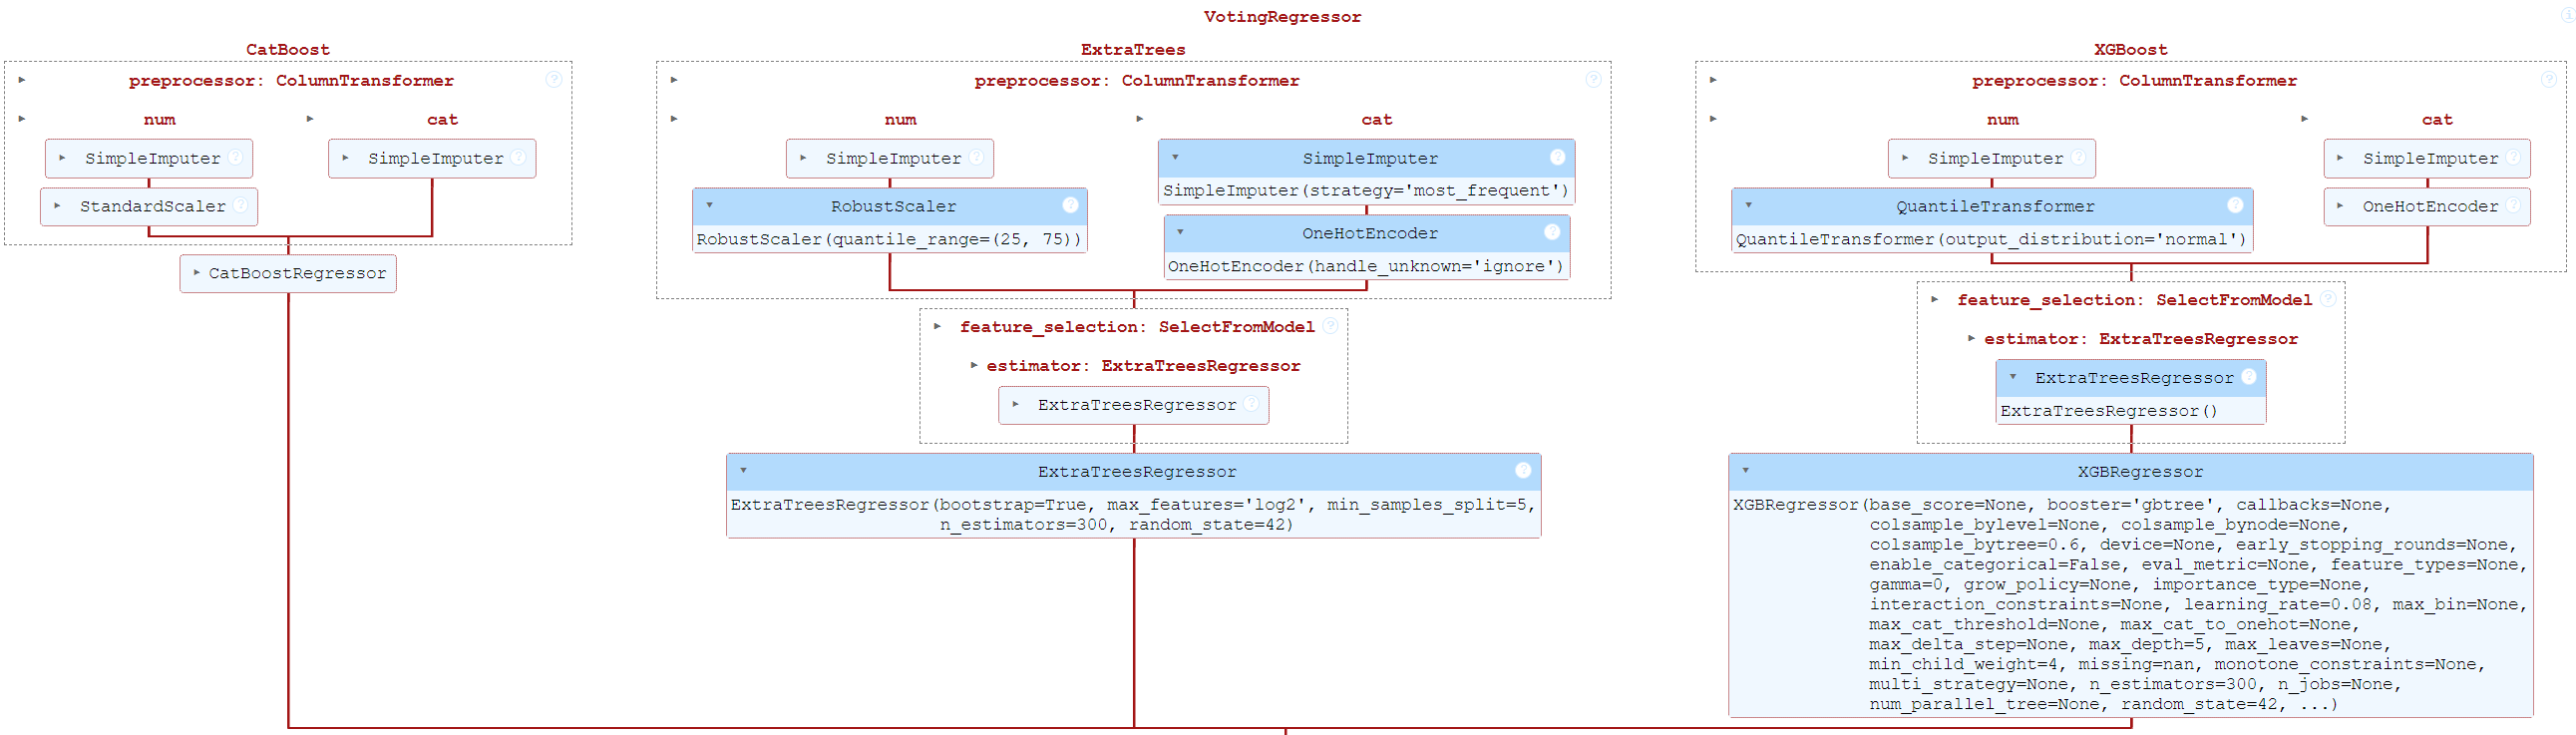 VotingRegressor
CatBoost
preprocessor: ColumnTransformer
num
cat
SimpleImputer
SimpleImputer
StandardScaler
CatBoostRegressor
ExtraTrees
preprocessor: ColumnTransformer
num
cat
SimpleImputer
RobustScaler
RobustScaler(quantile_range=(25, 75))
SimpleImputer
SimpleImputer(strategy='most_frequent')
OneHotEncoder
OneHotEncoder(handle_unknown='ignore')
feature_selection: SelectFromModel
estimator: ExtraTreesRegressor
ExtraTreesRegressor
ExtraTreesRegressor
ExtraTreesRegressor(bootstrap=True, max_features='log2', min_samples_split=5,
n_estimators=300, random_state=42)
XGBoost
preprocessor: ColumnTransformer
num
cat
SimpleImputer
QuantileTransformer
QuantileTransformer(output_distribution='normal')
SimpleImputer
OneHotEncoder
feature_selection: SelectFromModel
estimator: ExtraTreesRegressor
ExtraTreesRegressor
ExtraTreesRegressor()
XGBRegressor
XGBRegressor(base_score=None, booster='gbtree', callbacks=None,
colsample_bylevel=None, colsample_bynode=None,
colsample_bytree=0.6, device=None, early_stopping_rounds=None,
enable_categorical=False, eval_metric=None, feature_types=None,
gamma=0, grow_policy=None, importance_type=None,
interaction_constraints=None, learning_rate=0.08, max_bin=None,
max_cat_threshold=None, max_cat_to_onehot=None,
max_delta_step=None, max_depth=5, max_leaves=None,
min_child_weight=4, missing=nan, monotone_constraints=None,
multi_strategy=None, n_estimators=300, n_jobs=None,
num_parallel_tree=None, random_state=42, ...)